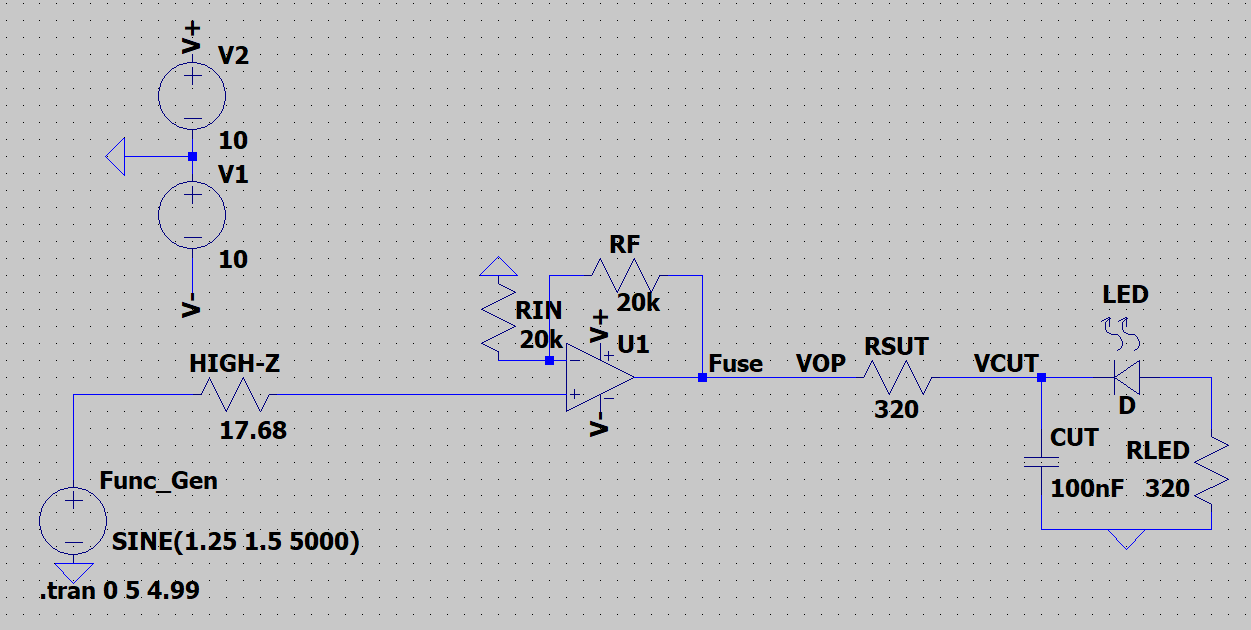 V+
V2
10
V1
10
V-
RF
20k
RIN
20k
V+
U1
V-
HIGH-Z
17.68
Fuse
VOP
RSUT
320
VCUT
LED
D
CUT
100nF
RLED
320
Func_Gen
SINE(1.25 1.5 5000)
.tran 0 5 4.99